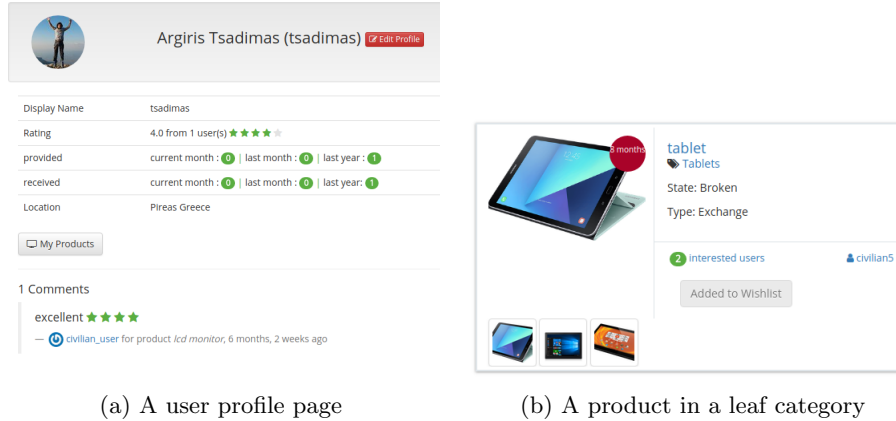 Argiris Tsadimas (tsadimas) Edit Profile
Display Name tsadimas
Rating 4.0 from 1 user(s)
provided current month : 0 | last month : 0 | last year : 1
received current month : 0 | last month : 0 | last year: 1
Location Pireas Greece
My Products
1 Comments
excellent
— civilian_user for product lcd monitor, 6 months, 2 weeks ago
(a) A user profile page
8 months
tablet
Tablets
State: Broken
Type: Exchange
2 interested users civilian5
Added to Wishlist
(b) A product in a leaf category